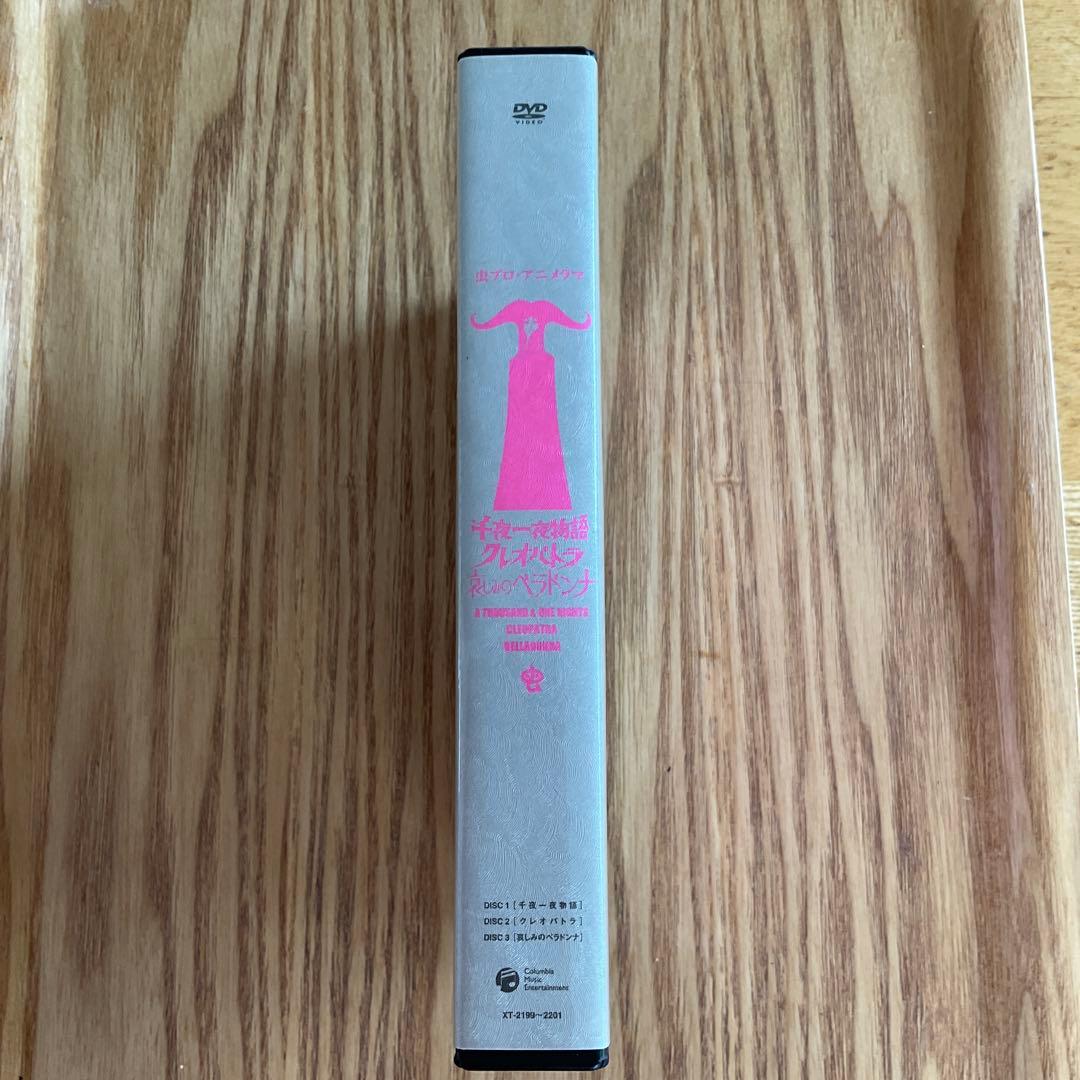 DVD
VIDEO
虫プロ・アニメラマ
千夜一夜物語
クレオパトラ
哀しみのベラドンナ
A THOUSAND & ONE NIGHTS
CLEOPATRA
BELLADONNA
虫
DISC 1 [千夜一夜物語]
DISC 2 [クレオパトラ]
DISC 3 [哀しみのベラドンナ]
Columbia
Music
Entertainment
XT-2199〜2201